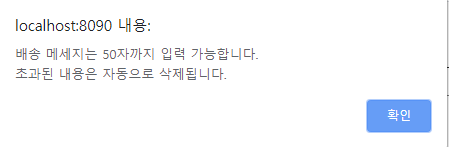 localhost:8090 내용:
배송 메세지는 50자까지 입력 가능합니다.
초과된 내용은 자동으로 삭제됩니다.
확인